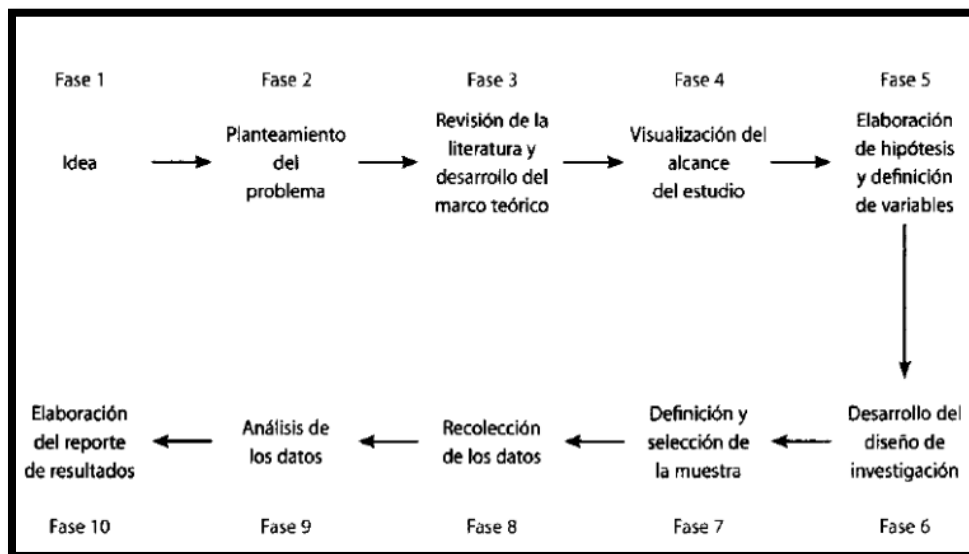 Fase 1
Fase 2
Fase 3
Fase 4
Fase 5
Idea
Planteamiento
del
problema
Revisión de la
literatura y
desarrollo del
marco teórico
Visualización del
alcance
del estudio
Elaboración
de hipótesis
y definición
de variables
Desarrollo del
diseño de
investigación
Definición y
selección de
la muestra
Recolección
de los datos
Análisis de
los datos
Elaboración
del reporte
de resultados
Fase 10
Fase 9
Fase 8
Fase 7
Fase 6